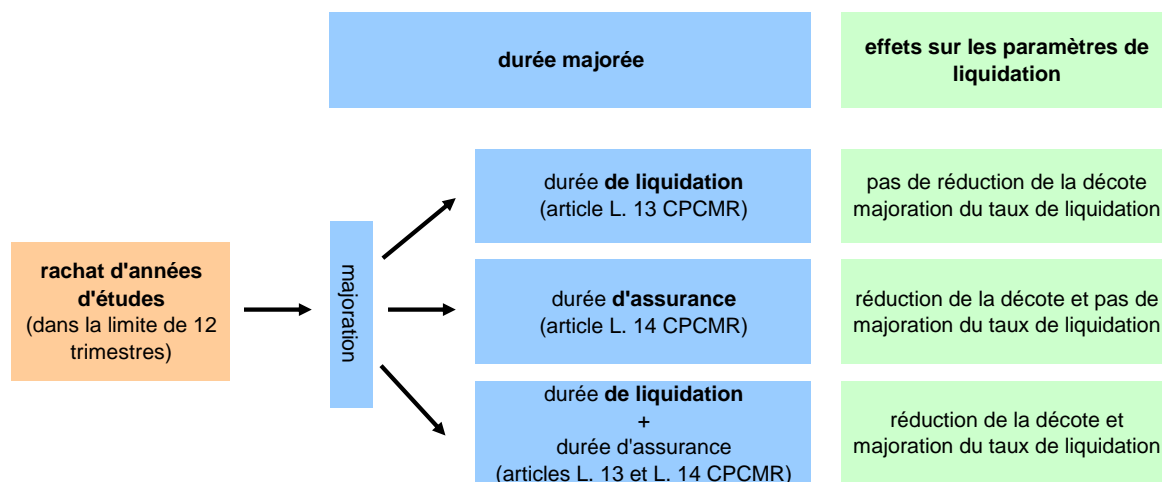 durée majorée
effets sur les paramètres de
liquidation
rachat d'années
d'études
(dans la limite de 12
trimestres)
majoration
durée de liquidation
(article L. 13 CPCMR)
pas de réduction de la décote
majoration du taux de liquidation
durée d'assurance
(article L. 14 CPCMR)
réduction de la décote et pas de
majoration du taux de liquidation
durée de liquidation
+
durée d'assurance
(articles L. 13 et L. 14 CPCMR)
réduction de la décote et
majoration du taux de liquidation